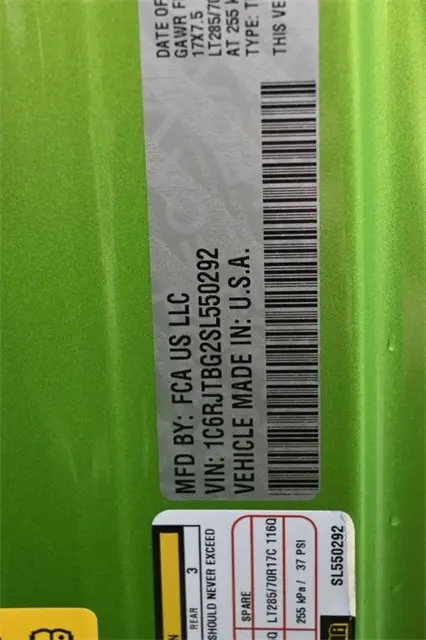 MFD BY: FCA US LLC
VIN: 1C6RJTBG2SL550292
VEHICLE MADE IN: U.S.A.
DATE OF
GAWR
17X7.5
LT285/70
AT 255
TYPE:
THIS VE
REAR 3
SHOULD NEVER EXCEED
SPARE
LT285/70R17C 116Q
255 kPa / 37 PSI
SL550292